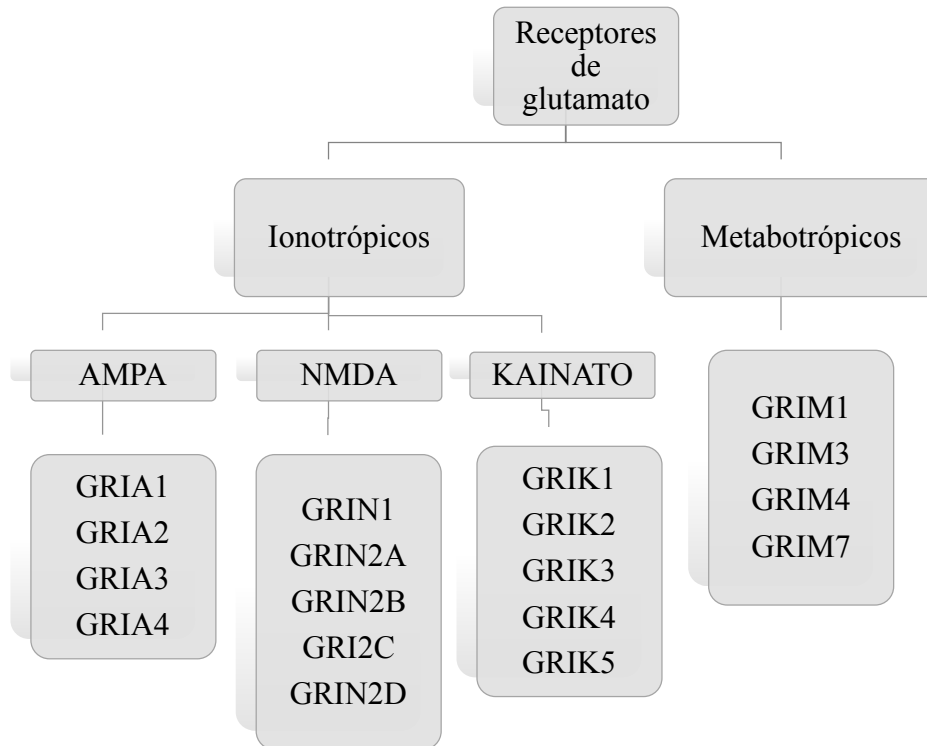 Receptores
de
glutamato
Ionotrópicos
Metabotrópicos
AMPA
NMDA
KAINATO
GRIA1
GRIA2
GRIA3
GRIA4
GRIN1
GRIN2A
GRIN2B
GRI2C
GRIN2D
GRIK1
GRIK2
GRIK3
GRIK4
GRIK5
GRIM1
GRIM3
GRIM4
GRIM7